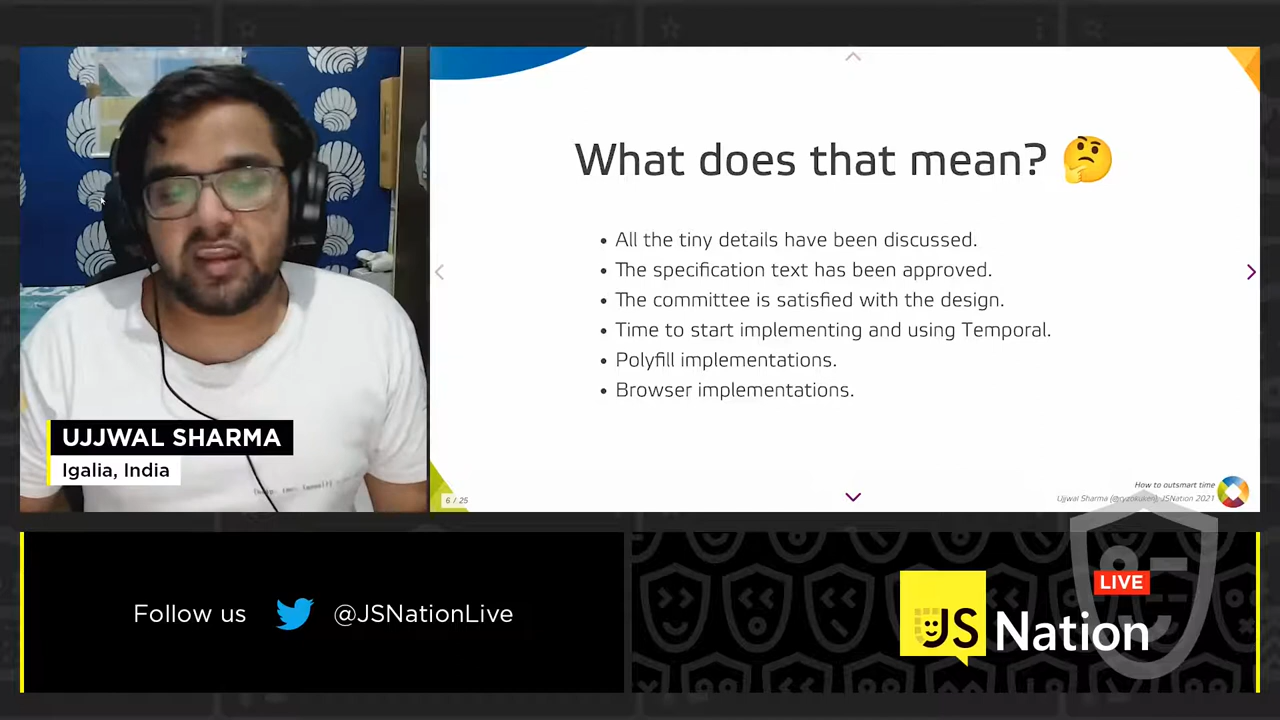 What does that mean? 🤔
All the tiny details have been discussed.
The specification text has been approved.
The committee is satisfied with the design.
Time to start implementing and using Temporal.
Polyfill implementations.
Browser implementations.
6 / 25
How to outsmart time
Ujjwal Sharma (@ryzokuken), JSNation 2021
UJJWAL SHARMA
Igalia, India
Follow us @JSNationLive
LIVE
JS Nation